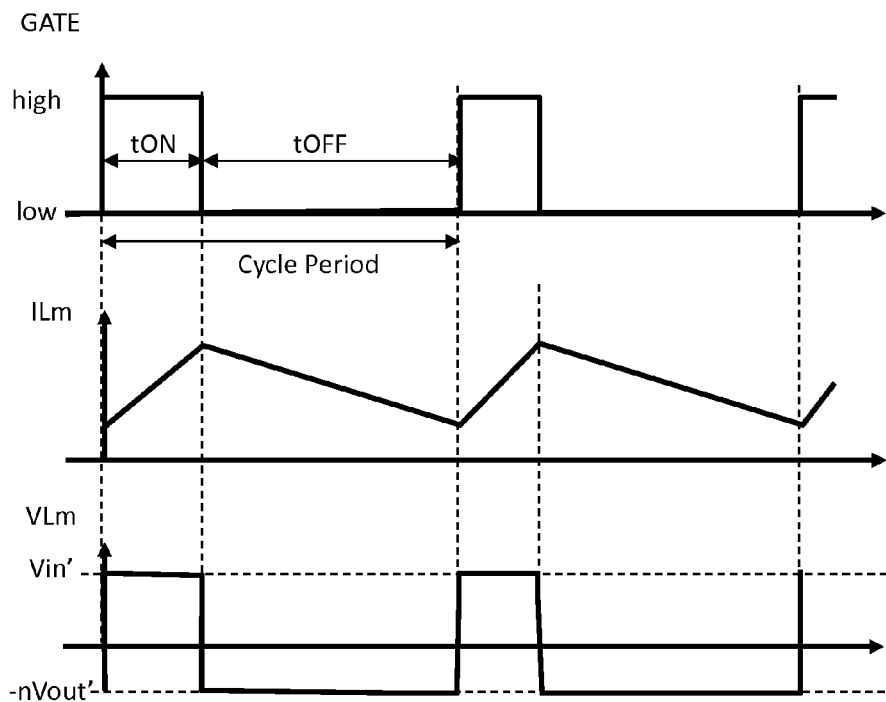 GATE
high
tON
tOFF
low
Cycle Period
ILm
VLm
Vin'
-nVout'